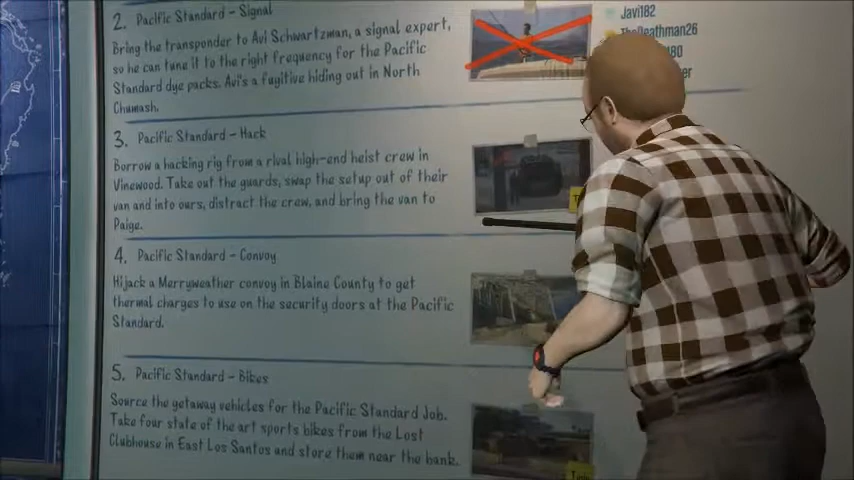 2. Pacific Standard - Signal
Javi182
Bring the transponder to Avi Schwartzman, a signal expert,
so he can tune it to the right frequency for the Pacific
Standard dye packs. Avi's a fugitive hiding out in North
Chumash.
3. Pacific Standard - Hack
Borrow a hacking rig from a rival high-end heist crew in
Vinewood. Take out the guards, swap the setup out of their
van and into ours, distract the crew, and bring the van to
Paige.
4. Pacific Standard - Convoy
Hijack a Merryweather convoy in Blaine County to get
thermal charges to use on the security doors at the Pacific
Standard.
5. Pacific Standard - Bikes
Source the getaway vehicles for the Pacific Standard Job.
Take four state of the art sports bikes from the Lost
Clubhouse in East Los Santos and store them near the bank.